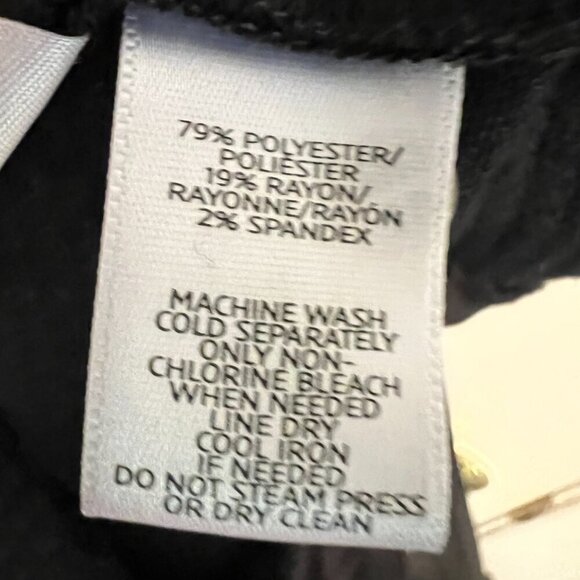 79% POLYESTER/
POLIÉSTER
19% RAYON/
RAYONNE/RAYÓN
2% SPANDEX
MACHINE WASH
COLD SEPARATELY
ONLY NON-
CHLORINE BLEACH
WHEN NEEDED
LINE DRY
COOL IRON
IF NEEDED
DO NOT STEAM PRESS
OR DRY CLEAN